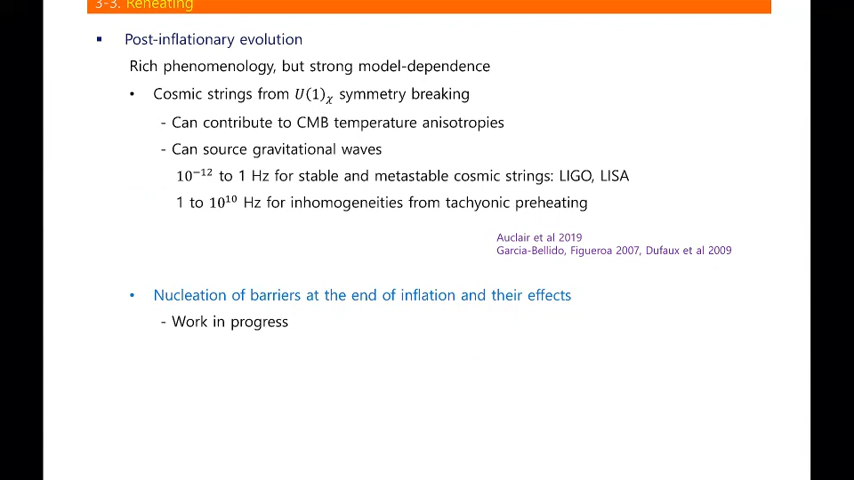 3-3. Reheating
▪ Post-inflationary evolution
Rich phenomenology, but strong model-dependence
• Cosmic strings from U(1)χ symmetry breaking
- Can contribute to CMB temperature anisotropies
- Can source gravitational waves
10⁻¹² to 1 Hz for stable and metastable cosmic strings: LIGO, LISA
1 to 10¹⁰ Hz for inhomogeneities from tachyonic preheating
Auclair et al 2019
Garcia-Bellido, Figueroa 2007, Dufaux et al 2009
• Nucleation of barriers at the end of inflation and their effects
- Work in progress